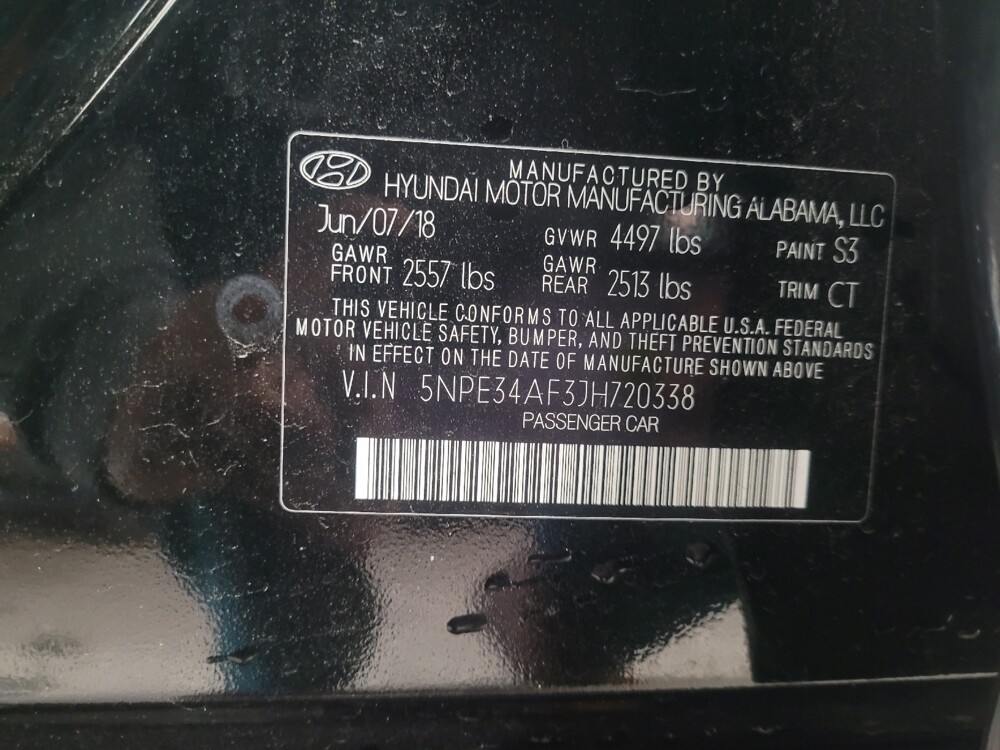 MANUFACTURED BY
HYUNDAI MOTOR MANUFACTURING ALABAMA, LLC
Jun/07/18 GVWR 4497 lbs PAINT S3
GAWR FRONT 2557 lbs GAWR REAR 2513 lbs TRIM CT
THIS VEHICLE CONFORMS TO ALL APPLICABLE U.S.A. FEDERAL
MOTOR VEHICLE SAFETY, BUMPER, AND THEFT PREVENTION STANDARDS
IN EFFECT ON THE DATE OF MANUFACTURE SHOWN ABOVE
V.I.N 5NPE34AF3JH720338
PASSENGER CAR